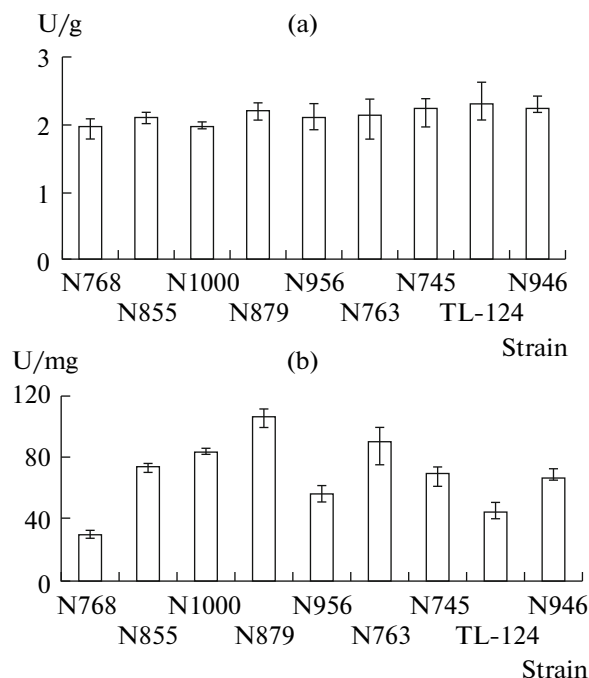 U/g (a)
3
2
1
0
N768 N1000 N956 N745 N946
N855 N879 N763 TL-124
Strain
U/mg (b)
120
80
40
0
N768 N1000 N956 N745 N946
N855 N879 N763 TL-124
Strain